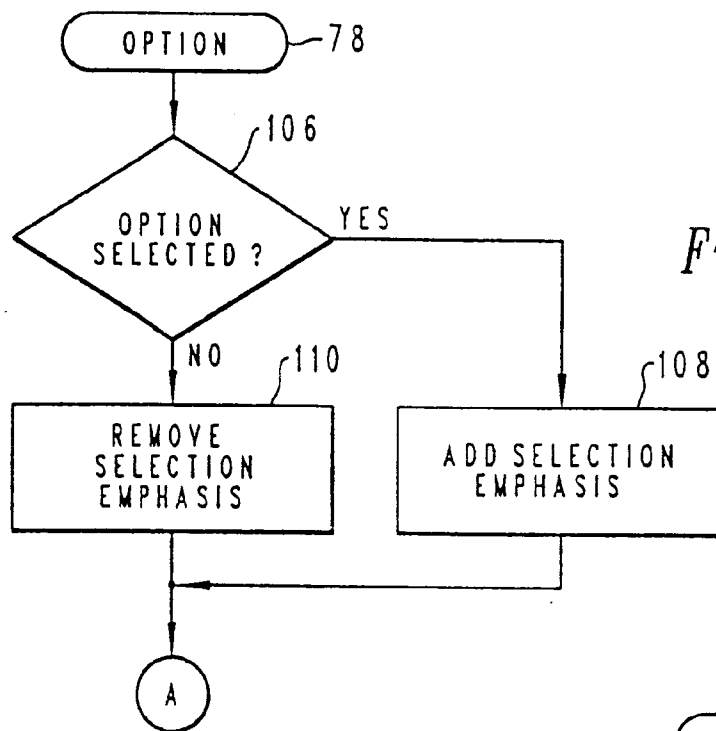 OPTION
78
106
OPTION
SELECTED ?
YES
NO
110
108
REMOVE
SELECTION
EMPHASIS
ADD SELECTION
EMPHASIS
A